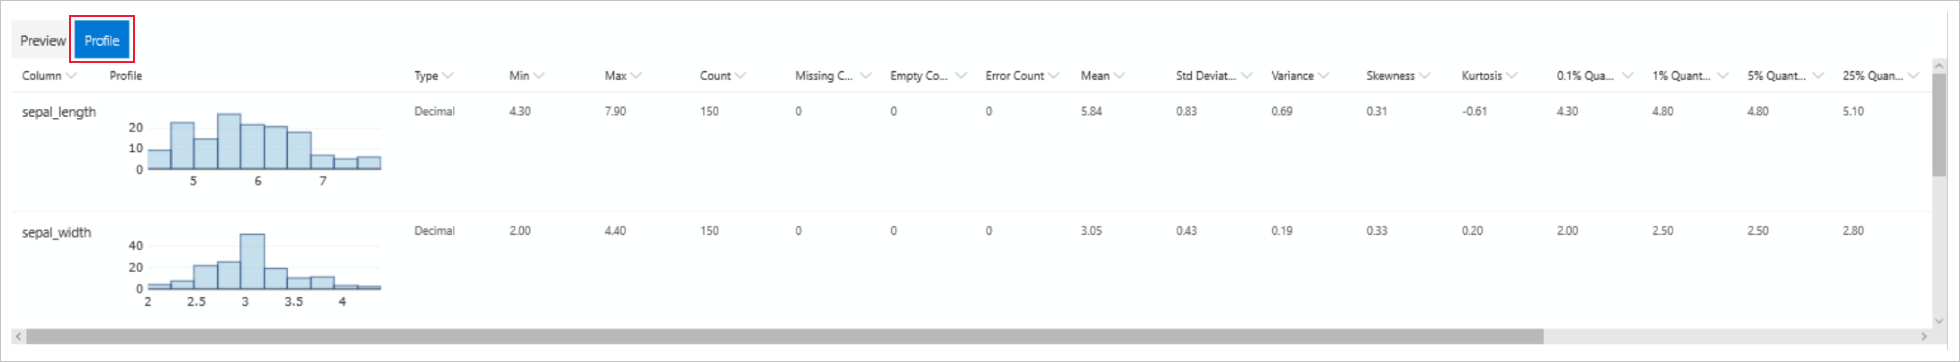 Preview Profile
Column Profile Type Min Max Count Missing C... Empty Co... Error Count Mean Std Deviat... Variance Skewness Kurtosis 0.1% Qua... 1% Quant... 5% Quant... 25% Quan...
sepal_length Decimal 4.30 7.90 150 0 0 0 5.84 0.83 0.69 0.31 -0.61 4.30 4.80 4.80 5.10
20
10
0
5 6 7
sepal_width Decimal 2.00 4.40 150 0 0 0 3.05 0.43 0.19 0.33 0.20 2.00 2.50 2.50 2.80
40
20
0
2 2.5 3 3.5 4